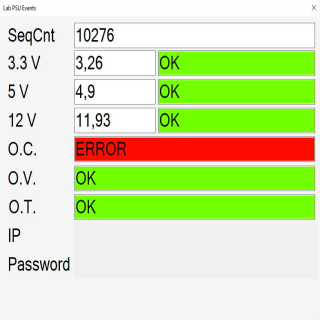 Lab PSU Events X
SeqCnt 10276
3.3 V 3,26 OK
5 V 4,9 OK
12 V 11,93 OK
O.C. ERROR
O.V. OK
O.T. OK
IP
Password